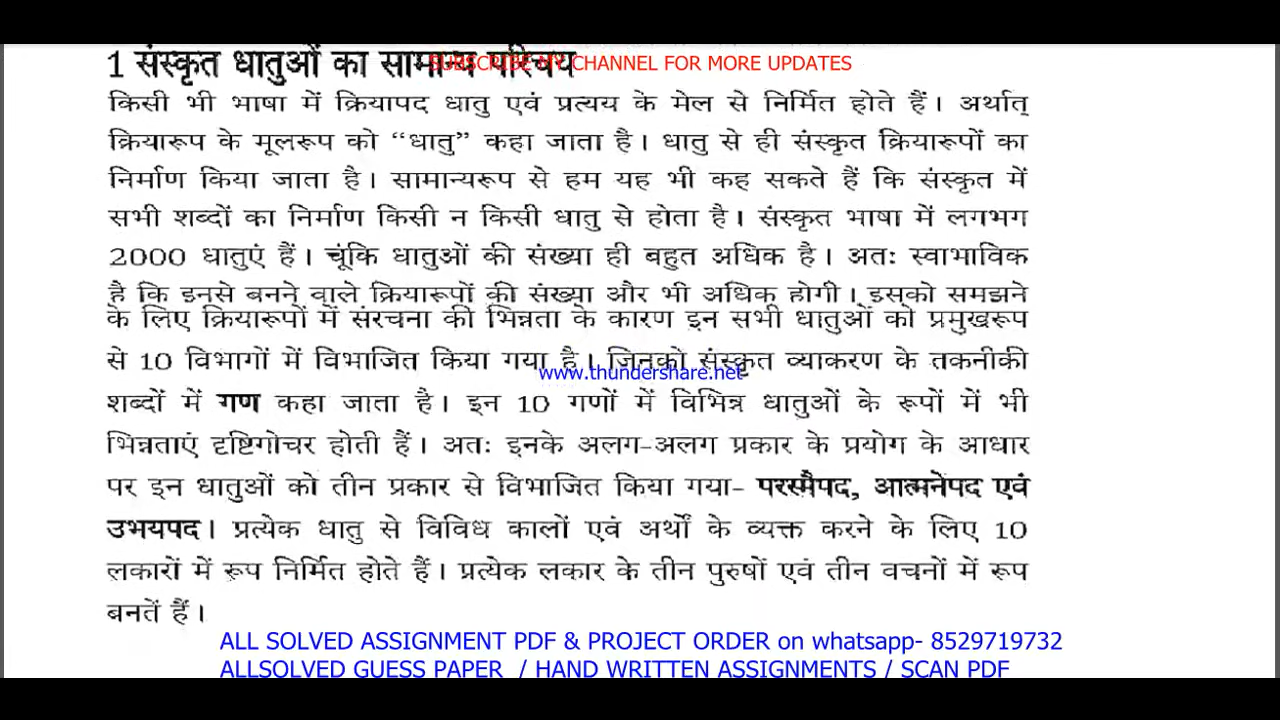 1 संस्कृत धातुओं का सामान्य परिचय
SUBSCRIBE MY CHANNEL FOR MORE UPDATES
किसी भी भाषा में क्रियापद धातु एवं प्रत्यय के मेल से निर्मित होते हैं। अर्थात्
क्रियारूप के मूलरूप को “धातु” कहा जाता है। धातु से ही संस्कृत क्रियारूपों का
निर्माण किया जाता है। सामान्यरूप से हम यह भी कह सकते हैं कि संस्कृत में
सभी शब्दों का निर्माण किसी न किसी धातु से होता है। संस्कृत भाषा में लगभग
2000 धातुएं हैं। चूंकि धातुओं की संख्या ही बहुत अधिक है। अतः स्वाभाविक
है कि इनसे बनने वाले क्रियारूपों की संख्या और भी अधिक होगी। इसको समझने
के लिए क्रियारूपों में संरचना की भिन्नता के कारण इन सभी धातुओं को प्रमुखरूप
से 10 विभागों में विभाजित किया गया है। जिनको संस्कृत व्याकरण के तकनीकी
www.thundershare.net
शब्दों में गण कहा जाता है। इन 10 गणों में विभिन्न धातुओं के रूपों में भी
भिन्नताएं दृष्टिगोचर होती हैं। अतः इनके अलग-अलग प्रकार के प्रयोग के आधार
पर इन धातुओं को तीन प्रकार से विभाजित किया गया- परस्मैपद, आत्मनेपद एवं
उभयपद। प्रत्येक धातु से विविध कालों एवं अर्थों के व्यक्त करने के लिए 10
लकारों में रूप निर्मित होते हैं। प्रत्येक लकार के तीन पुरुषों एवं तीन वचनों में रूप
बनतें हैं।
ALL SOLVED ASSIGNMENT PDF & PROJECT ORDER on whatsapp- 8529719732
ALLSOLVED GUESS PAPER / HAND WRITTEN ASSIGNMENTS / SCAN PDF